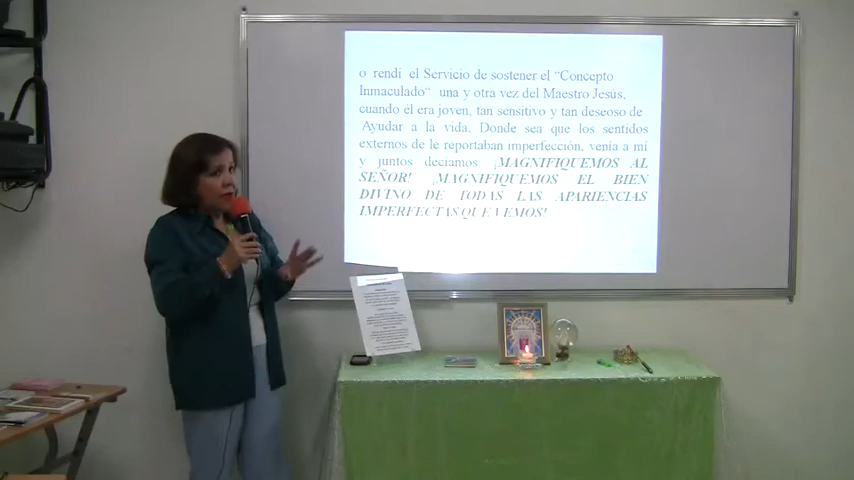 o rendí el Servicio de sostener el "Concepto
Inmaculado" una y otra vez del Maestro Jesús,
cuando él era joven, tan sensitivo y tan deseoso de
Ayudar a la vida. Donde sea que los sentidos
externos de le reportaban imperfección, venía a mí
y juntos decíamos: ¡MAGNIFIQUEMOS AL
SEÑOR! ¡MAGNIFIQUEMOS EL BIEN
DIVINO DE TODAS LAS APARIENCIAS
IMPERFECTAS QUE VEMOS!